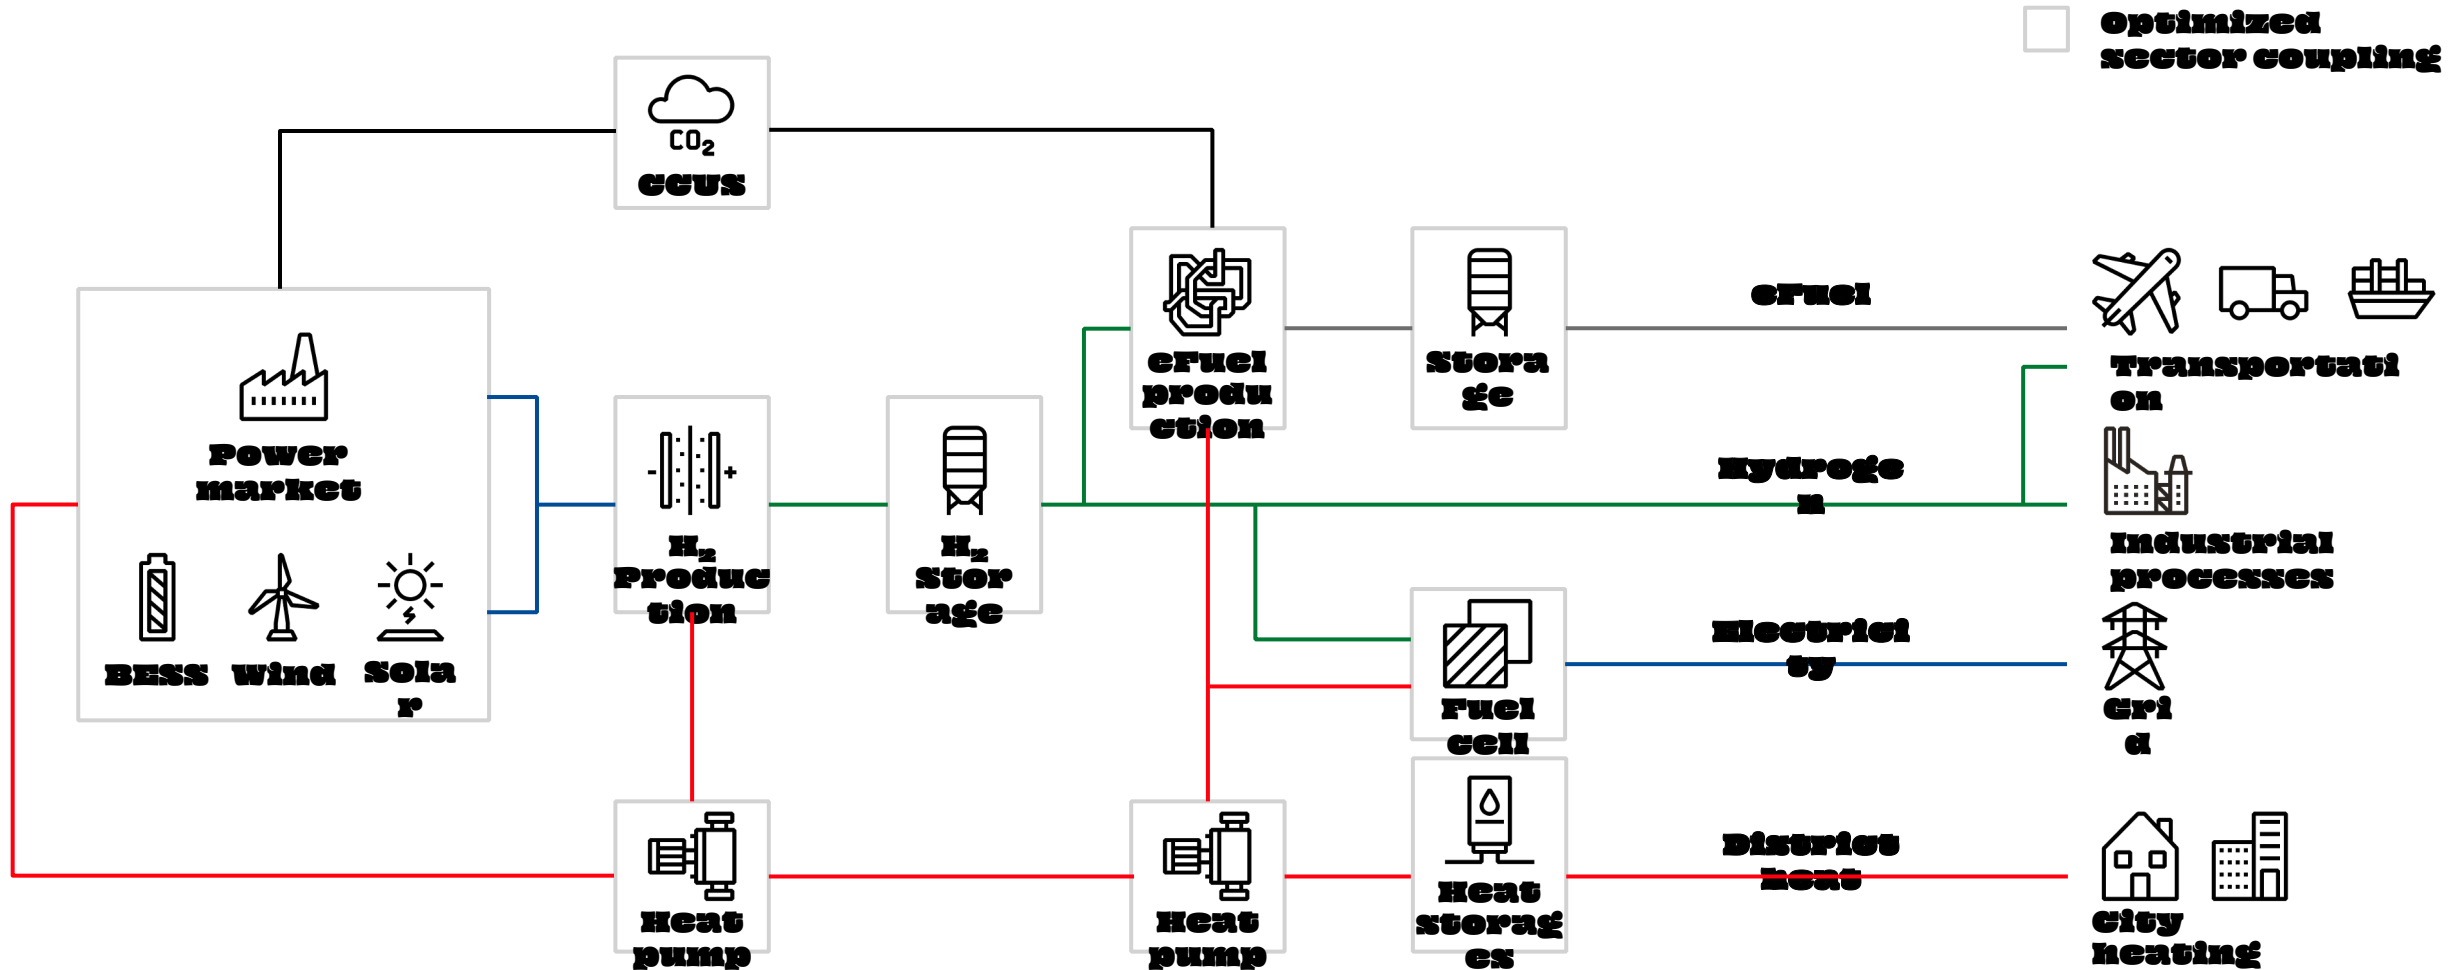 Optimized
sector coupling
CO2
CCUS
eFuel
produ
ction
Stora
ge
eFuel
Transportati
on
Power
market
BESS
Wind
Sola
r
H2
Produc
tion
H2
Stor
age
Hydroge
n
Industrial
processes
Fuel
cell
Electrici
ty
Gri
d
Heat
pump
Heat
pump
Heat
storag
es
District
heat
City
heating